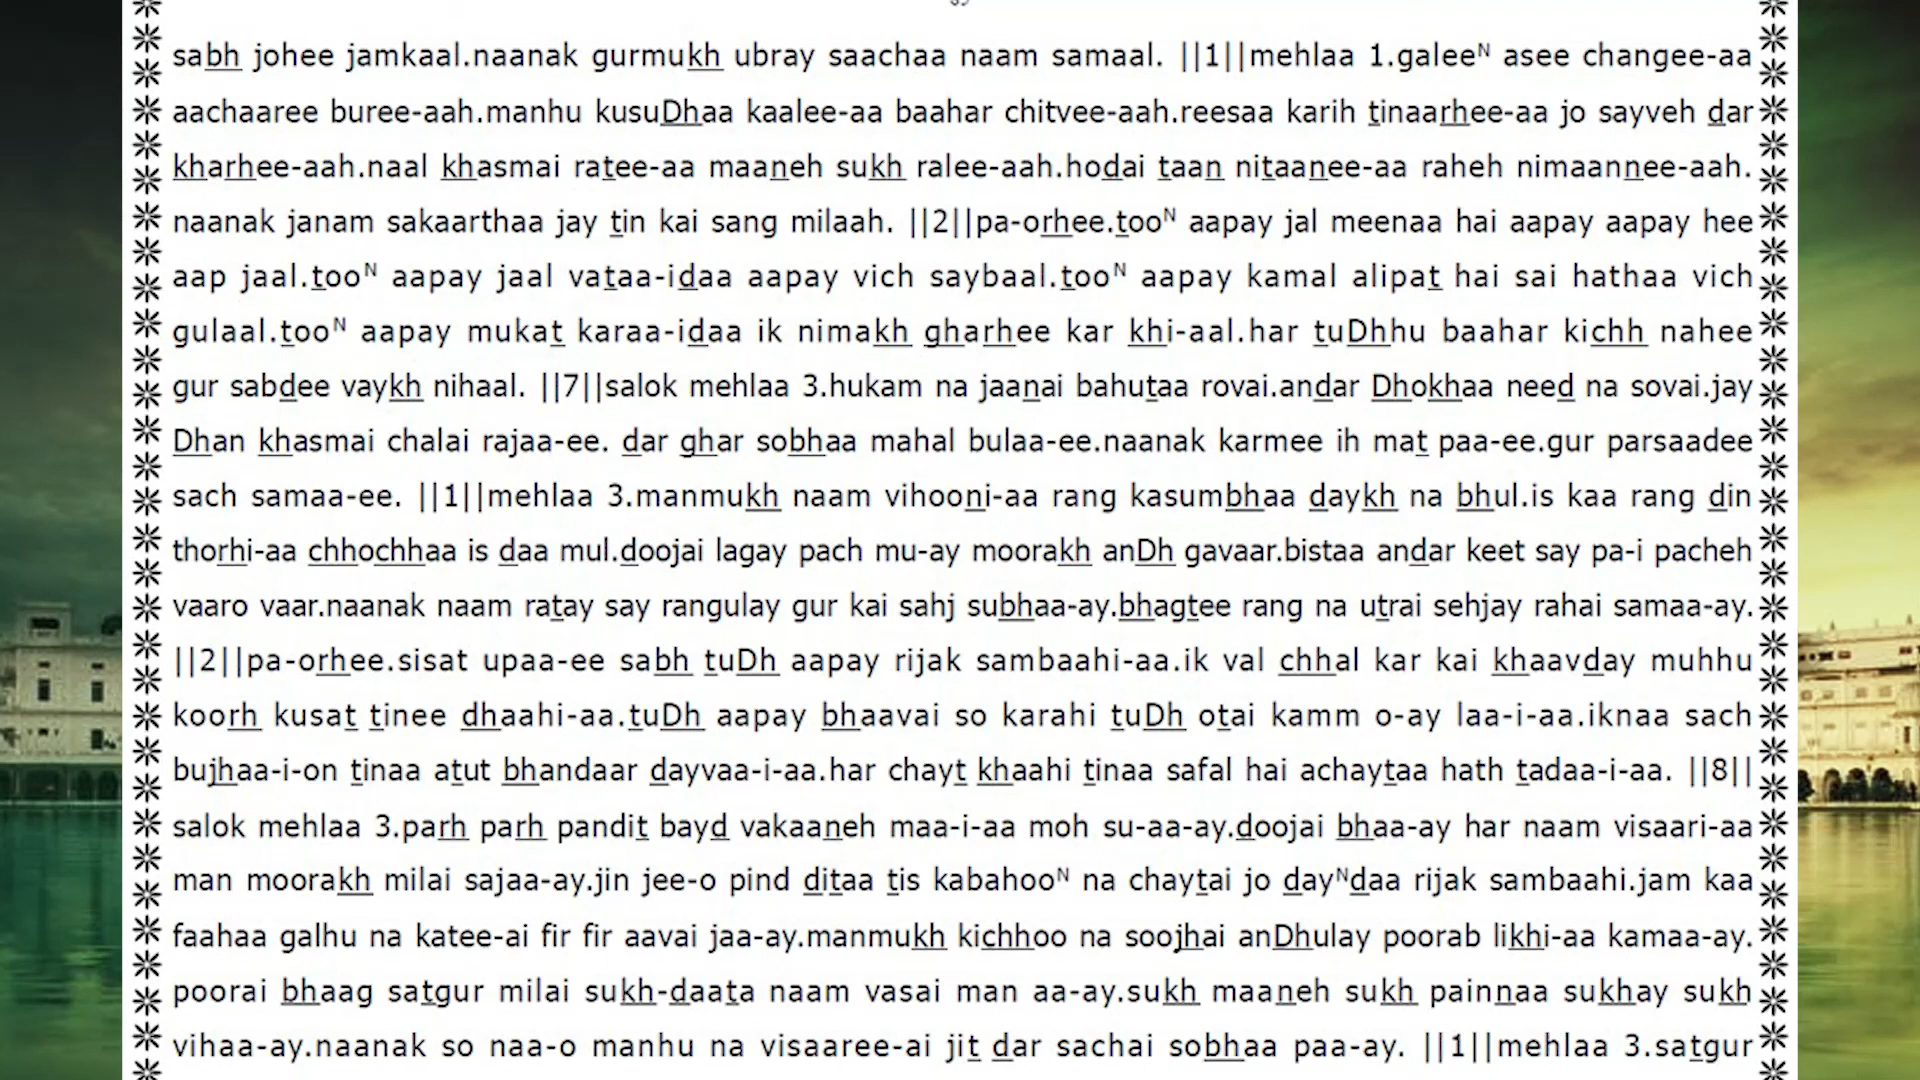 sabh johee jamkaal.naanak gurmukh ubray saachaa naam samaal. ||1||mehlaa 1.galeeᴺ asee changee-aa
aachaaree buree-aah.manhu kusuDhaa kaalee-aa baahar chitvee-aah.reesaa karih tinaarhee-aa jo sayveh dar
kharhee-aah.naal khasmai ratee-aa maaneh sukh ralee-aah.hodai taan nitaanee-aa raheh nimaannee-aah.
naanak janam sakaarthaa jay tin kai sang milaah. ||2||pa-orhee.tooᴺ aapay jal meenaa hai aapay aapay hee
aap jaal.tooᴺ aapay jaal vataa-idaa aapay vich saybaal.tooᴺ aapay kamal alipat hai sai hathaa vich
gulaal.tooᴺ aapay mukat karaa-idaa ik nimakh gharhee kar khi-aal.har tuDhhu baahar kichh nahee
gur sabdee vaykh nihaal. ||7||salok mehlaa 3.hukam na jaanai bahutaa rovai.andar Dhokhaa need na sovai.jay
Dhan khasmai chalai rajaa-ee. dar ghar sobhaa mahal bulaa-ee.naanak karmee ih mat paa-ee.gur parsaadee
sach samaa-ee. ||1||mehlaa 3.manmukh naam vihooni-aa rang kasumbhaa daykh na bhul.is kaa rang din
thorhi-aa chhochhaa is daa mul.doojai lagay pach mu-ay moorakh anDh gavaar.bistaa andar keet say pa-i pacheh
vaaro vaar.naanak naam ratay say rangulay gur kai sahj subhaa-ay.bhagtee rang na utrai sehjay rahai samaa-ay.
||2||pa-orhee.sisat upaa-ee sabh tuDh aapay rijak sambaahi-aa.ik val chhal kar kai khaavday muhhu
koorh kusat tinee dhaahi-aa.tuDh aapay bhaavai so karahi tuDh otai kamm o-ay laa-i-aa.iknaa sach
bujhaa-i-on tinaa atut bhandaar dayvaa-i-aa.har chayt khaahi tinaa safal hai achaytaa hath tadaa-i-aa. ||8||
salok mehlaa 3.parh parh pandit bayd vakaaneh maa-i-aa moh su-aa-ay.doojai bhaa-ay har naam visaari-aa
man moorakh milai sajaa-ay.jin jee-o pind ditaa tis kabahooᴺ na chaytai jo dayᴺdaa rijak sambaahi.jam kaa
faahaa galhu na katee-ai fir fir aavai jaa-ay.manmukh kichhoo na soojhai anDhulay poorab likhi-aa kamaa-ay.
poorai bhaag satgur milai sukh-daata naam vasai man aa-ay.sukh maaneh sukh painnaa sukhay sukh
vihaa-ay.naanak so naa-o manhu na visaaree-ai jit dar sachai sobhaa paa-ay. ||1||mehlaa 3.satgur